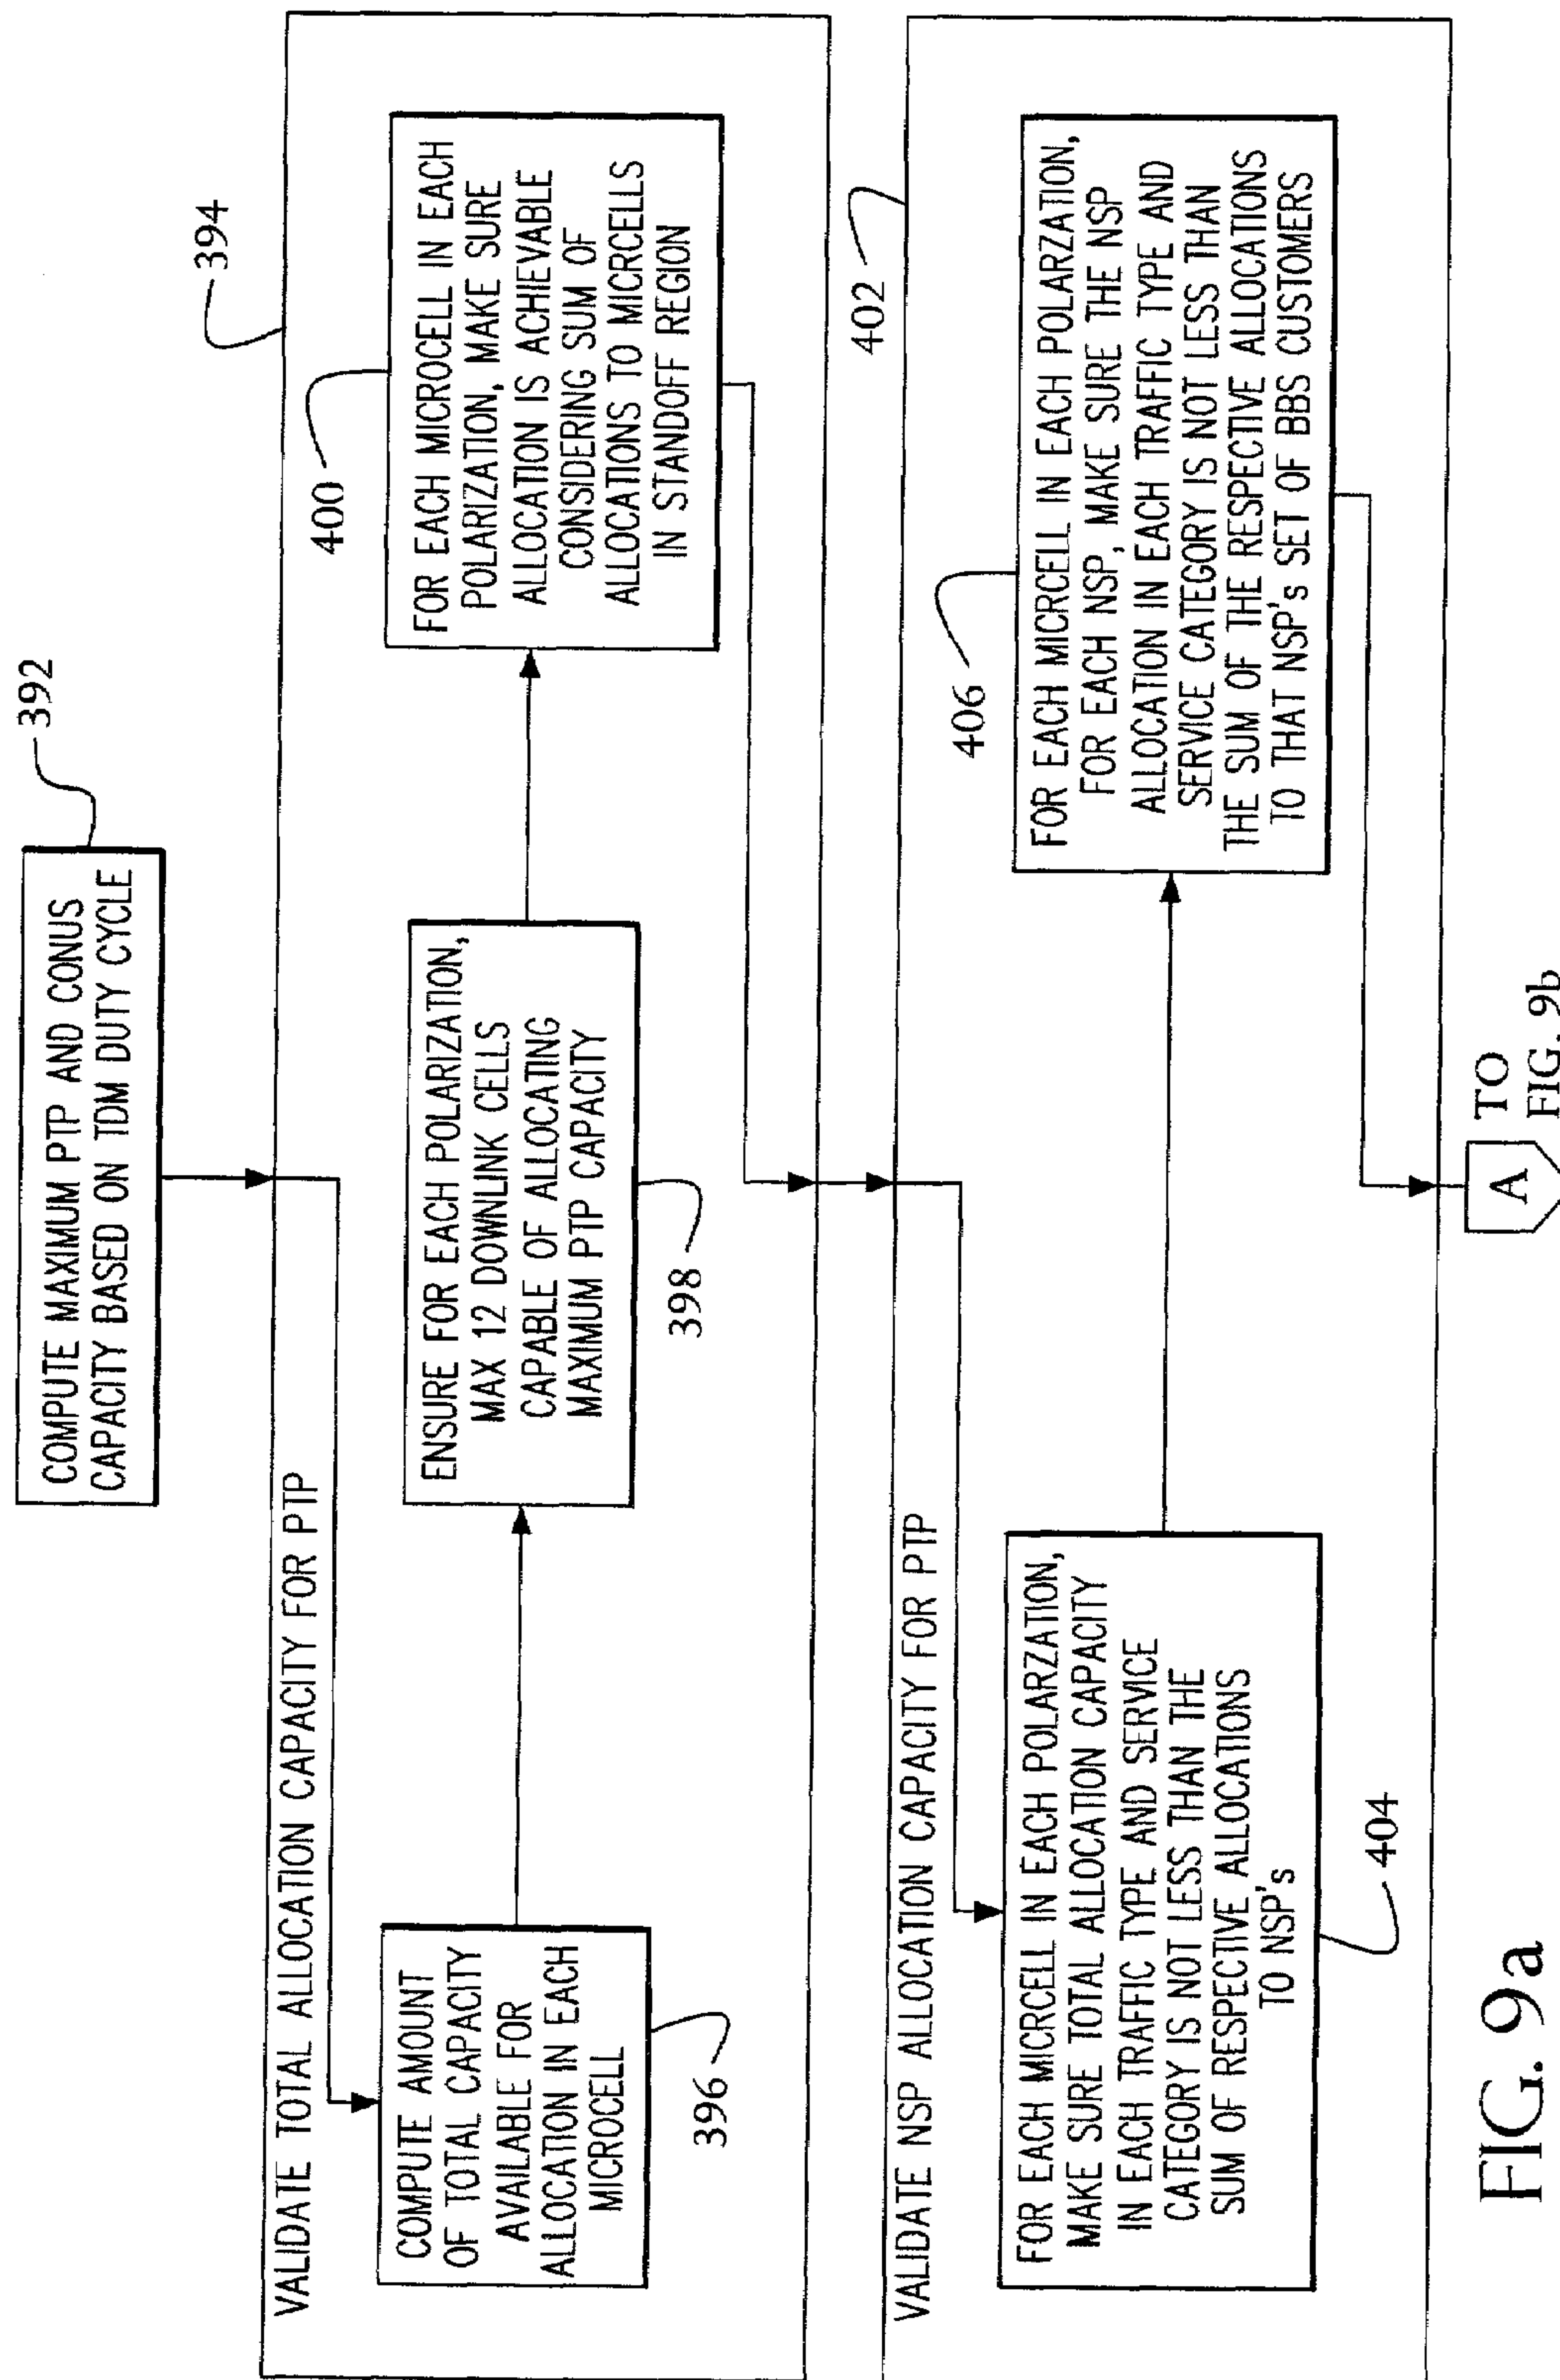 COMPUTE MAXIMUM PTP AND CONUS
CAPACITY BASED ON TDM DUTY CYCLE
392
394
VALIDATE TOTAL ALLOCATION CAPACITY FOR PTP
COMPUTE AMOUNT
OF TOTAL CAPACITY
AVAILABLE FOR
ALLOCATION IN EACH
MICROCELL
396
ENSURE FOR EACH POLARIZATION,
MAX 12 DOWNLINK CELLS
CAPABLE OF ALLOCATING
MAXIMUM PTP CAPACITY
398
400
FOR EACH MICROCELL IN EACH
POLARIZATION, MAKE SURE
ALLOCATION IS ACHIEVABLE
CONSIDERING SUM OF
ALLOCATIONS TO MICRCELLS
IN STANDOFF REGION
402
VALIDATE NSP ALLOCATION CAPACITY FOR PTP
FOR EACH MICRCELL IN EACH POLARZATION,
MAKE SURE TOTAL ALLOCATION CAPACITY
IN EACH TRAFFIC TYPE AND SERVICE
CATEGORY IS NOT LESS THAN THE
SUM OF RESPECTIVE ALLOCATIONS
TO NSP's
404
406
FOR EACH MICRCELL IN EACH POLARZATION,
FOR EACH NSP, MAKE SURE THE NSP
ALLOCATION IN EACH TRAFFIC TYPE AND
SERVICE CATEGORY IS NOT LESS THAN
THE SUM OF THE RESPECTIVE ALLOCATIONS
TO THAT NSP's SET OF BBS CUSTOMERS
A
TO
FIG. 9b
FIG. 9a